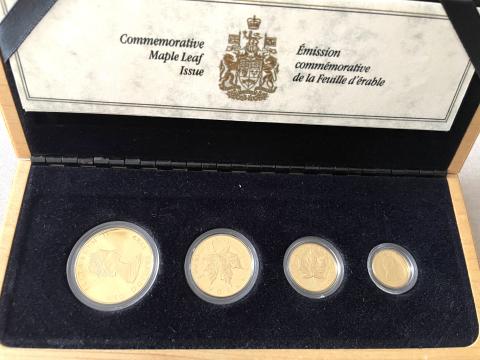 Commemorative
Maple Leaf
Issue
Émission
commémorative
de la Feuille d'érable